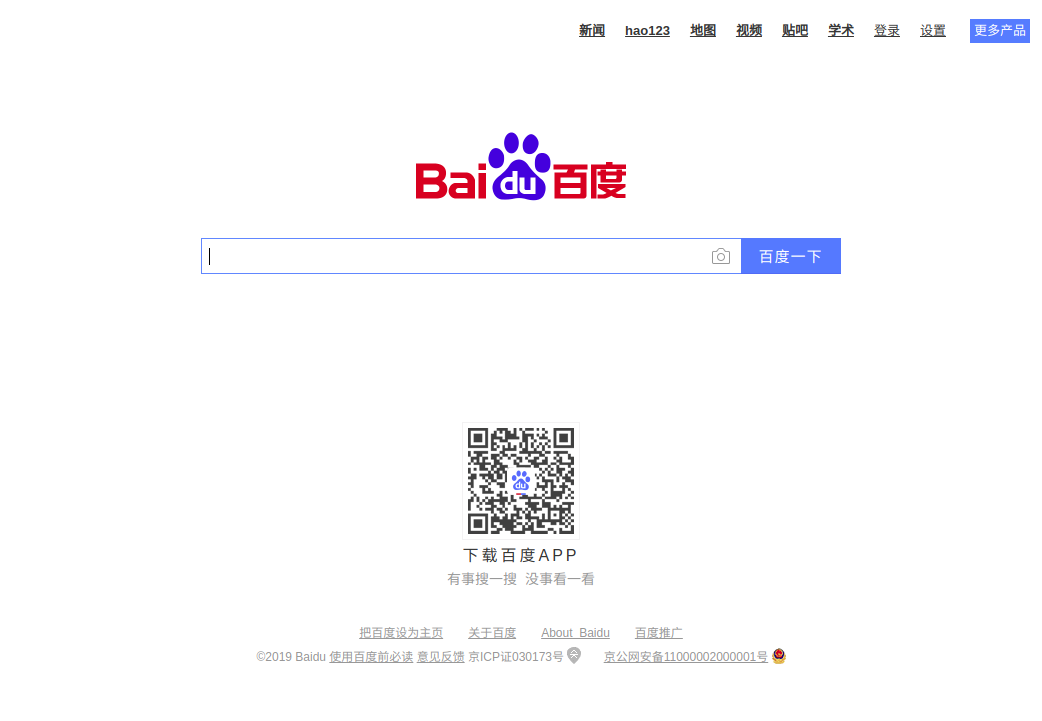 新闻 hao123 地图 视频 贴吧 学术 登录 设置 更多产品
Bai du 百度
百度一下
du
下载百度APP
有事搜一搜 没事看一看
把百度设为主页 关于百度 About Baidu 百度推广
©2019 Baidu 使用百度前必读 意见反馈 京ICP证030173号 京公网安备11000002000001号